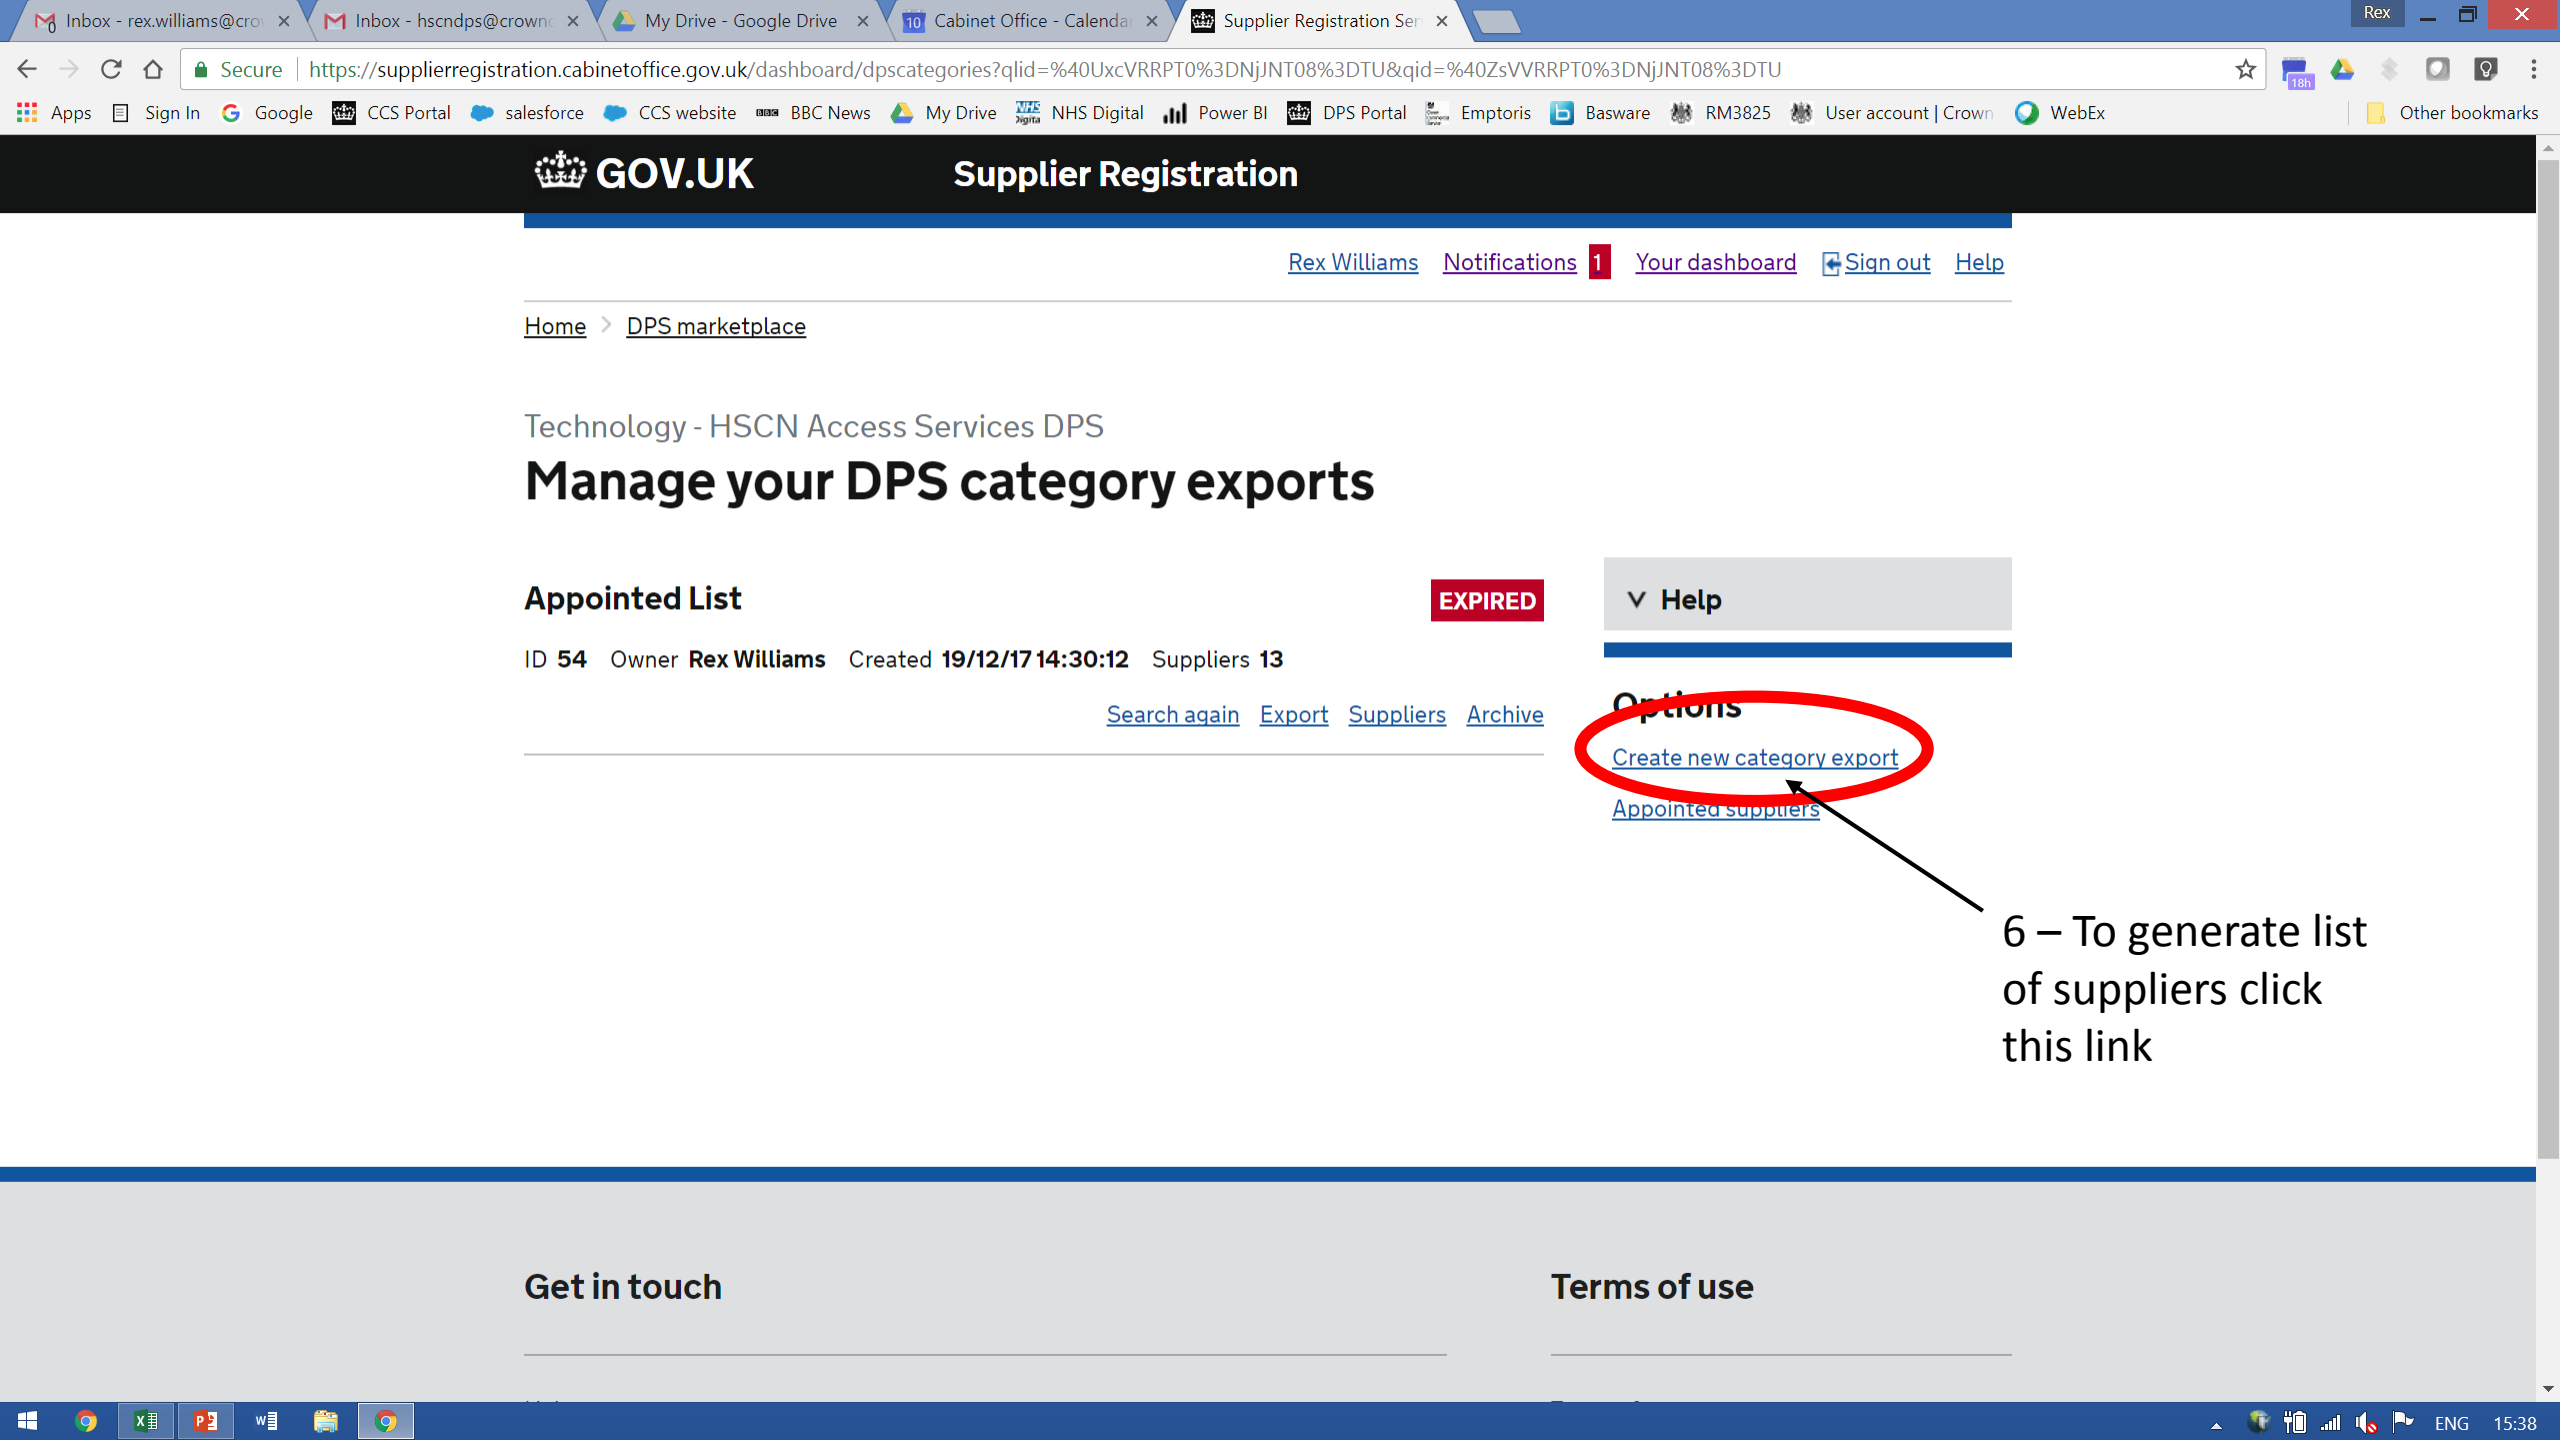 Inbox - rex.williams@cro
Inbox - hscndps@crownc
My Drive - Google Drive
10 Cabinet Office - Calenda
Supplier Registration Ser
Rex
Secure https://supplierregistration.cabinetoffice.gov.uk/dashboard/dpscategories?qlid=%40UxcVRRPT0%3DNjJNT08%3DTU&qid=%40ZsVVRRPT0%3DNjJNT08%3DTU
18h
Apps Sign In Google CCS Portal salesforce CCS website BBC BBC News My Drive NHS Digital NHS Digital Power BI DPS Portal Emptoris Basware RM3825 User account | Crown WebEx Other bookmarks
GOV.UK Supplier Registration
Rex Williams Notifications 1 Your dashboard Sign out Help
Home > DPS marketplace
Technology - HSCN Access Services DPS
Manage your DPS category exports
Appointed List EXPIRED
ID 54 Owner Rex Williams Created 19/12/17 14:30:12 Suppliers 13
Search again Export Suppliers Archive
Help
Options
Create new category export
Appointed suppliers
6 – To generate list
of suppliers click
this link
Get in touch
Terms of use
ENG 15:38